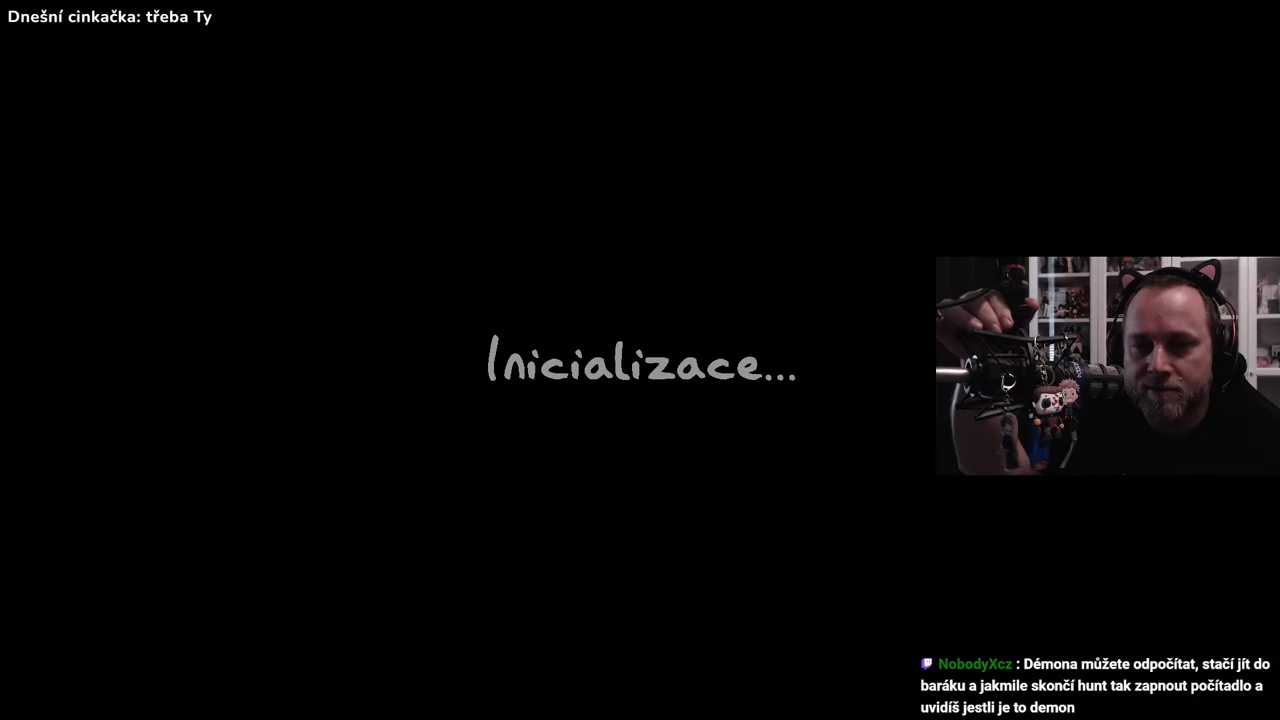 Dnešní cinkačka: třeba Ty
Inicializace...
NobodyXcz : Démona můžete odpočítat, stačí jít do
baráku a jakmile skončí hunt tak zapnout počítadlo a
uvidíš jestli je to demon